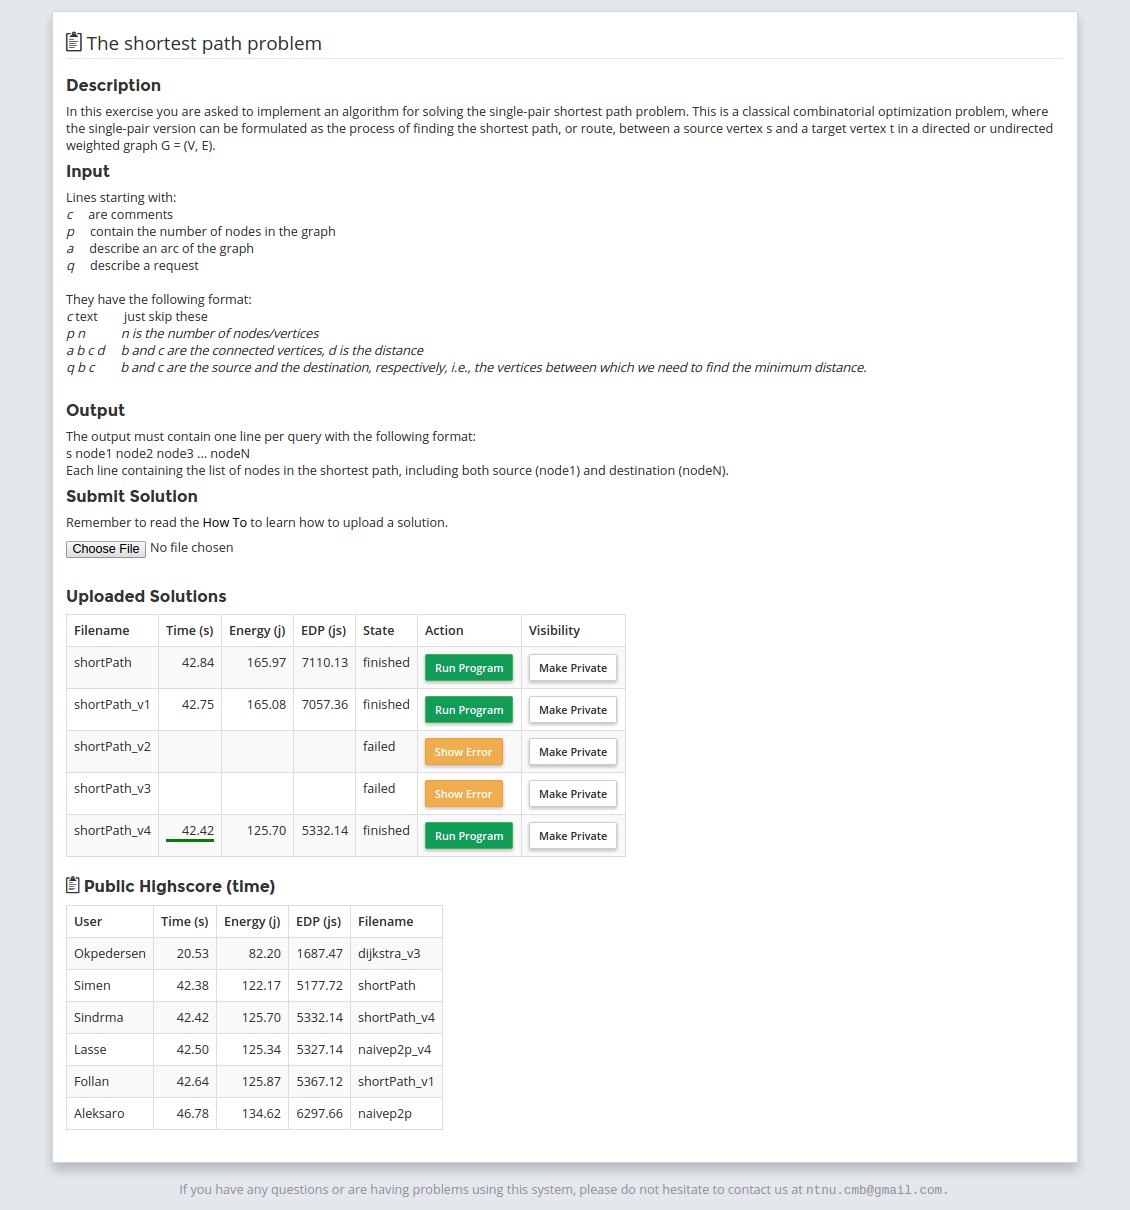 The shortest path problem
Description
In this exercise you are asked to implement an algorithm for solving the single-pair shortest path problem. This is a classical combinatorial optimization problem, where
the single-pair version can be formulated as the process of finding the shortest path, or route, between a source vertex s and a target vertex t in a directed or undirected
weighted graph G = (V, E).
Input
Lines starting with:
c are comments
p contain the number of nodes in the graph
a describe an arc of the graph
q describe a request
They have the following format:
c text just skip these
p n n is the number of nodes/vertices
a b c d b and c are the connected vertices, d is the distance
q b c b and c are the source and the destination, respectively, i.e., the vertices between which we need to find the minimum distance.
Output
The output must contain one line per query with the following format:
s node1 node2 node3 ... nodeN
Each line containing the list of nodes in the shortest path, including both source (node1) and destination (nodeN).
Submit Solution
Remember to read the How To to learn how to upload a solution.
Choose File No file chosen
Uploaded Solutions
Filename Time (s) Energy (j) EDP (js) State Action Visibility
shortPath 42.84 165.97 7110.13 finished Run Program Make Private
shortPath_v1 42.75 165.08 7057.36 finished Run Program Make Private
shortPath_v2 failed Show Error Make Private
shortPath_v3 failed Show Error Make Private
shortPath_v4 42.42 125.70 5332.14 finished Run Program Make Private
Public Highscore (time)
User Time (s) Energy (j) EDP (js) Filename
Okpedersen 20.53 82.20 1687.47 dijkstra_v3
Simen 42.38 122.17 5177.72 shortPath
Sindrma 42.42 125.70 5332.14 shortPath_v4
Lasse 42.50 125.34 5327.14 naivep2p_v4
Follan 42.64 125.87 5367.12 shortPath_v1
Aleksaro 46.78 134.62 6297.66 naivep2p
If you have any questions or are having problems using this system, please do not hesitate to contact us at ntnu.cmb@gmail.com.